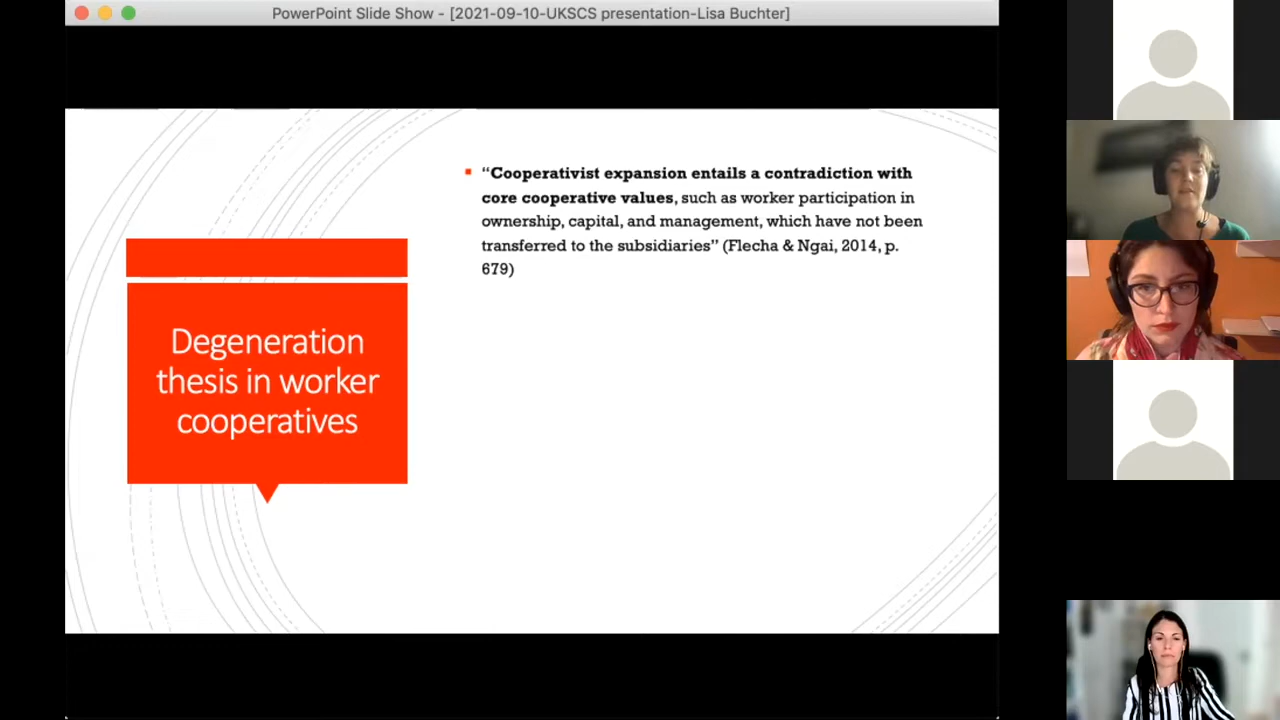 PowerPoint Slide Show - [2021-09-10-UKSCS presentation-Lisa Buchter]
Degeneration
thesis in worker
cooperatives
“Cooperativist expansion entails a contradiction with
core cooperative values, such as worker participation in
ownership, capital, and management, which have not been
transferred to the subsidiaries” (Flecha & Ngai, 2014, p.
679)